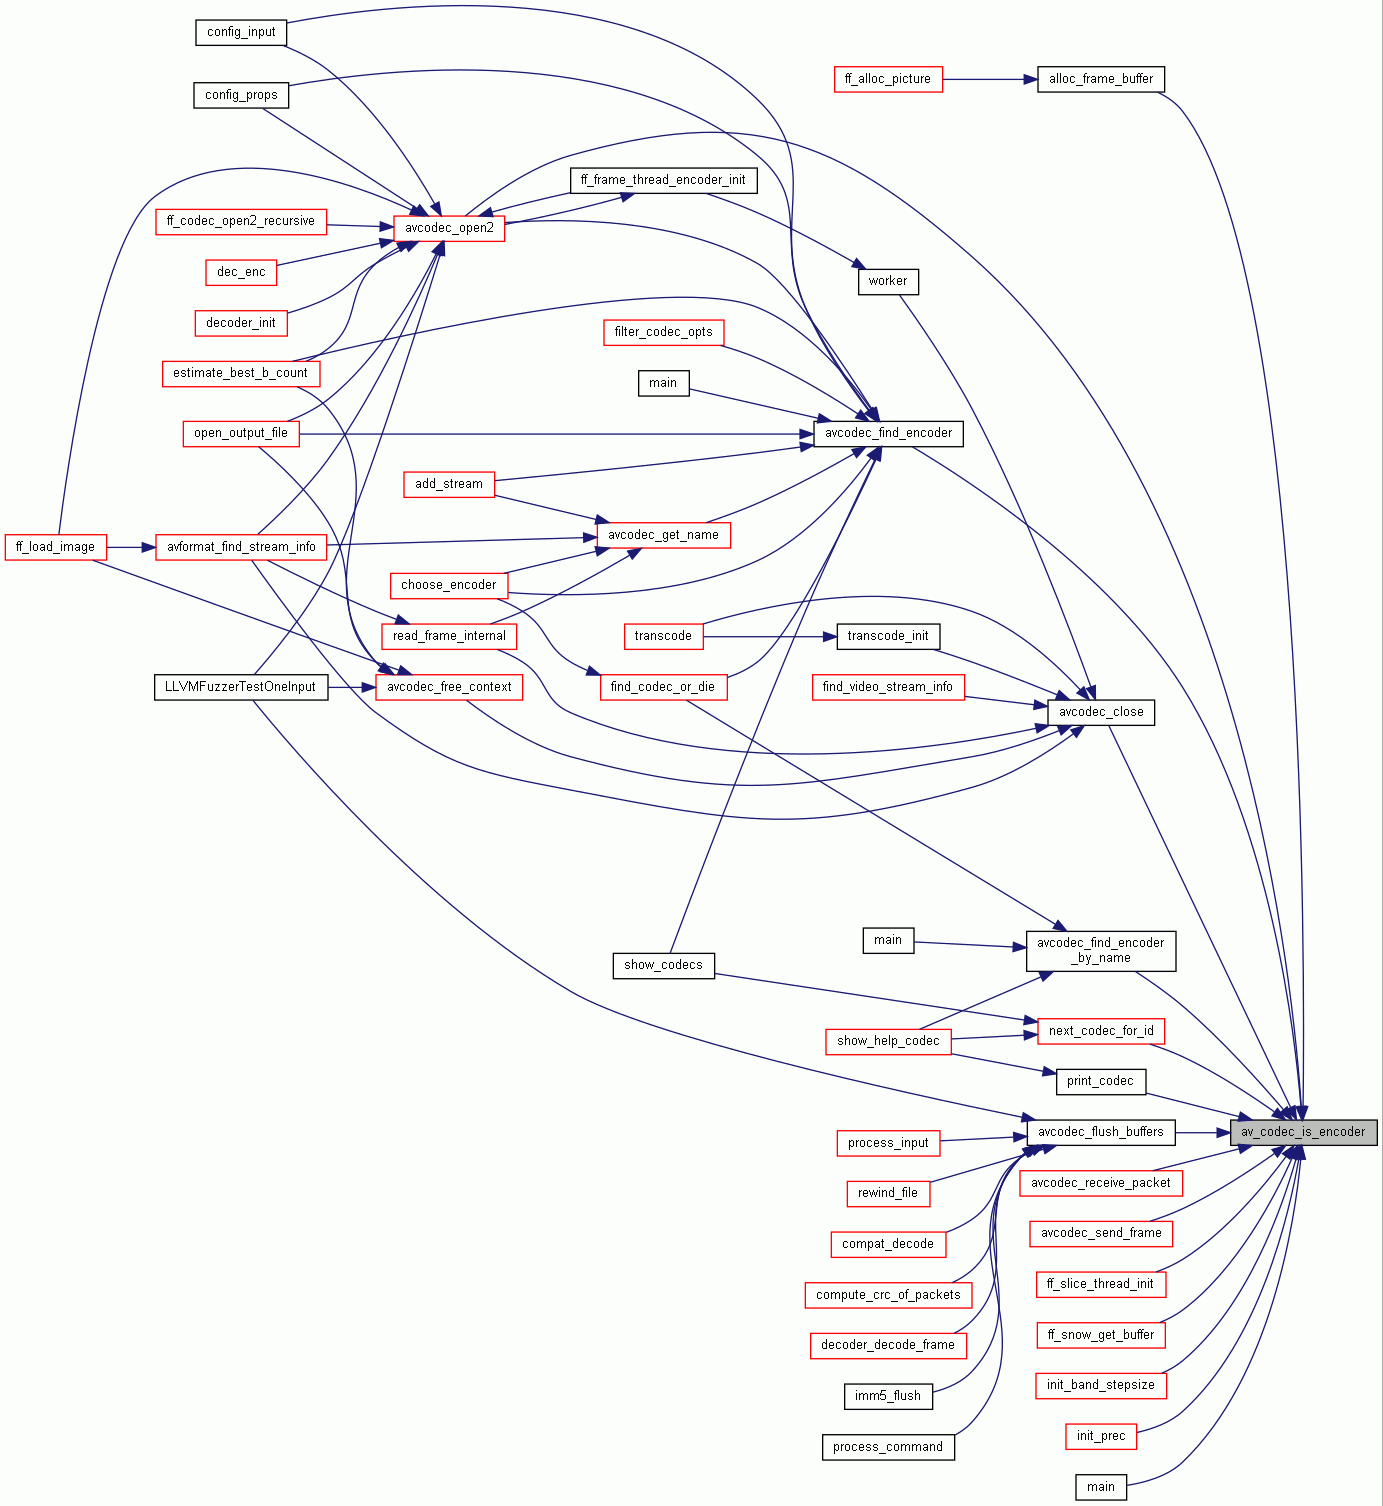 config_input
ff_alloc_picture
alloc_frame_buffer
config_props
ff_frame_thread_encoder_init
ff_codec_open2_recursive
avcodec_open2
dec_enc
worker
decoder_init
filter_codec_opts
estimate_best_b_count
main
open_output_file
avcodec_find_encoder
add_stream
avcodec_get_name
ff_load_image
avformat_find_stream_info
choose_encoder
read_frame_internal
transcode
transcode_init
LLVMFuzzerTestOneInput
avcodec_free_context
find_codec_or_die
find_video_stream_info
avcodec_close
main
avcodec_find_encoder
_by_name
show_codecs
next_codec_for_id
show_help_codec
print_codec
avcodec_flush_buffers
av_codec_is_encoder
process_input
avcodec_receive_packet
rewind_file
avcodec_send_frame
compat_decode
ff_slice_thread_init
compute_crc_of_packets
ff_snow_get_buffer
decoder_decode_frame
init_band_stepsize
imm5_flush
init_prec
process_command
main